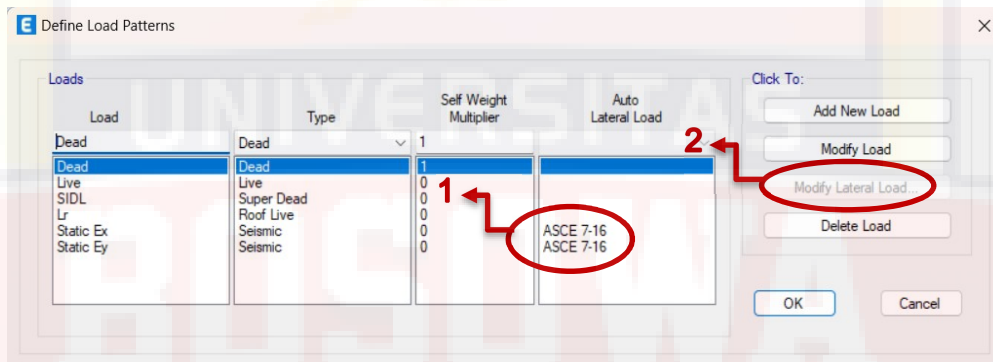 Define Load Patterns
UNIVERSITAS
BOSOWA
Loads
Click To:
Load
Type
Self Weight
Multiplier
Auto
Lateral Load
Dead
Dead
1
Dead Dead 1
Live Live 0
SIDL Super Dead 0
Lr Roof Live 0
Static Ex Seismic 0 ASCE 7-16
Static Ey Seismic 0 ASCE 7-16
1
2
Add New Load
Modify Load
Modify Lateral Load...
Delete Load
OK
Cancel